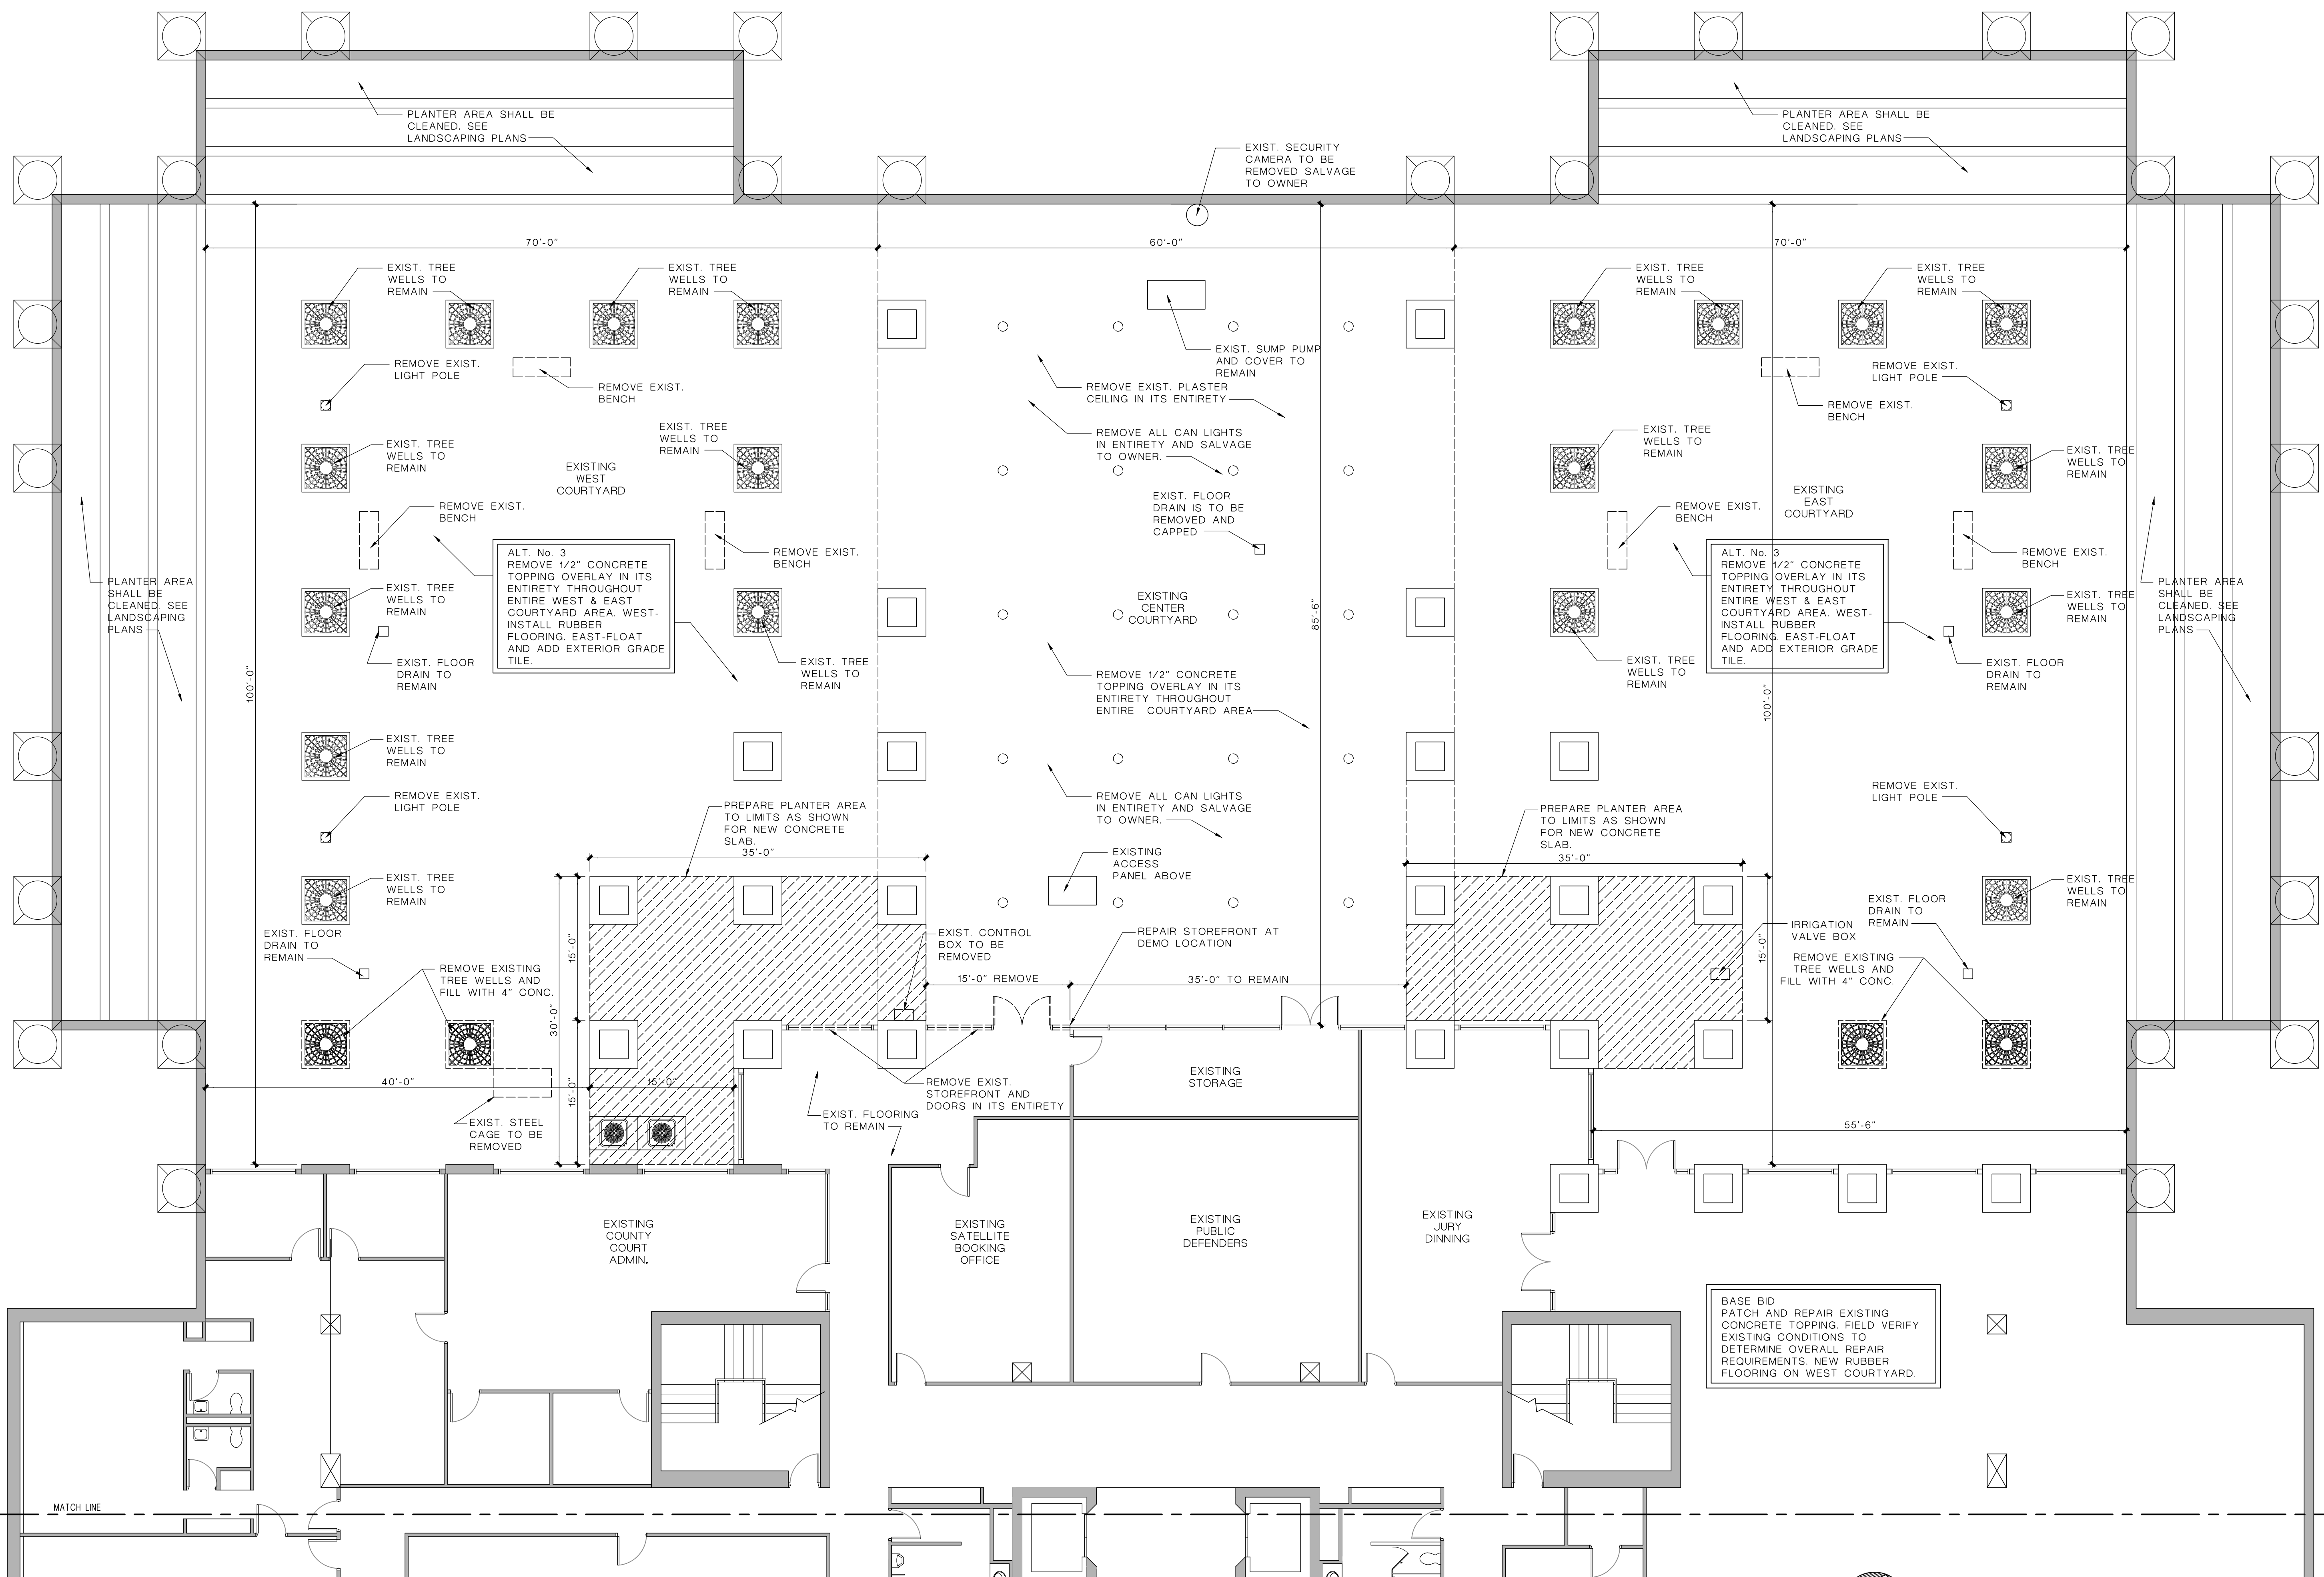 PLANTER AREA SHALL BE
CLEANED. SEE
LANDSCAPING PLANS
PLANTER AREA SHALL BE
CLEANED. SEE
LANDSCAPING PLANS
EXIST. SECURITY
CAMERA TO BE
REMOVED SALVAGE
TO OWNER
70'-0"
60'-0"
70'-0"
EXIST. TREE
WELLS TO
REMAIN
EXIST. TREE
WELLS TO
REMAIN
EXIST. TREE
WELLS TO
REMAIN
EXIST. TREE
WELLS TO
REMAIN
REMOVE EXIST.
LIGHT POLE
REMOVE EXIST.
BENCH
EXIST. SUMP PUMP
AND COVER TO
REMAIN
REMOVE EXIST. PLASTER
CEILING IN ITS ENTIRETY
REMOVE EXIST.
LIGHT POLE
REMOVE EXIST.
BENCH
EXIST. TREE
WELLS TO
REMAIN
EXIST. TREE
WELLS TO
REMAIN
EXISTING
WEST
COURTYARD
REMOVE ALL CAN LIGHTS
IN ENTIRETY AND SALVAGE
TO OWNER.
EXIST. TREE
WELLS TO
REMAIN
EXIST. TREE
WELLS TO
REMAIN
EXISTING
EAST
COURTYARD
REMOVE EXIST.
BENCH
EXIST. FLOOR
DRAIN IS TO BE
REMOVED AND
CAPPED
REMOVE EXIST.
BENCH
REMOVE EXIST.
BENCH
REMOVE EXIST.
BENCH
ALT. No. 3
REMOVE 1/2" CONCRETE
TOPPING OVERLAY IN ITS
ENTIRETY THROUGHOUT
ENTIRE WEST & EAST
COURTYARD AREA. WEST-
INSTALL RUBBER
FLOORING. EAST-FLOAT
AND ADD EXTERIOR GRADE
TILE.
ALT. No. 3
REMOVE 1/2" CONCRETE
TOPPING OVERLAY IN ITS
ENTIRETY THROUGHOUT
ENTIRE WEST & EAST
COURTYARD AREA. WEST-
INSTALL RUBBER
FLOORING. EAST-FLOAT
AND ADD EXTERIOR GRADE
TILE.
PLANTER AREA
SHALL BE
CLEANED. SEE
LANDSCAPING
PLANS
EXIST. TREE
WELLS TO
REMAIN
EXISTING
CENTER
COURTYARD
85'-6"
EXIST. TREE
WELLS TO
REMAIN
PLANTER AREA
SHALL BE
CLEANED. SEE
LANDSCAPING
PLANS
EXIST. FLOOR
DRAIN TO
REMAIN
EXIST. TREE
WELLS TO
REMAIN
EXIST. TREE
WELLS TO
REMAIN
EXIST. FLOOR
DRAIN TO
REMAIN
100'-0"
REMOVE 1/2" CONCRETE
TOPPING OVERLAY IN ITS
ENTIRETY THROUGHOUT
ENTIRE COURTYARD AREA
100'-0"
EXIST. TREE
WELLS TO
REMAIN
REMOVE EXIST.
LIGHT POLE
PREPARE PLANTER AREA
TO LIMITS AS SHOWN
FOR NEW CONCRETE
SLAB.
35'-0"
REMOVE ALL CAN LIGHTS
IN ENTIRETY AND SALVAGE
TO OWNER.
PREPARE PLANTER AREA
TO LIMITS AS SHOWN
FOR NEW CONCRETE
SLAB.
35'-0"
REMOVE EXIST.
LIGHT POLE
EXISTING
ACCESS
PANEL ABOVE
EXIST. TREE
WELLS TO
REMAIN
EXIST. TREE
WELLS TO
REMAIN
EXIST. FLOOR
DRAIN TO
REMAIN
EXIST. FLOOR
DRAIN TO
REMAIN
IRRIGATION
VALVE BOX
15'-0"
15'-0"
EXIST. CONTROL
BOX TO BE
REMOVED
REPAIR STOREFRONT AT
DEMO LOCATION
REMOVE EXISTING
TREE WELLS AND
FILL WITH 4" CONC.
15'-0" REMOVE
35'-0" TO REMAIN
REMOVE EXISTING
TREE WELLS AND
FILL WITH 4" CONC.
30'-0"
40'-0"
15'-0"
15'-0"
REMOVE EXIST.
STOREFRONT AND
DOORS IN ITS ENTIRETY
EXISTING
STORAGE
EXIST. FLOORING
TO REMAIN
EXIST. STEEL
CAGE TO BE
REMOVED
55'-6"
EXISTING
COUNTY
COURT
ADMIN.
EXISTING
SATELLITE
BOOKING
OFFICE
EXISTING
PUBLIC
DEFENDERS
EXISTING
JURY
DINNING
BASE BID
PATCH AND REPAIR EXISTING
CONCRETE TOPPING. FIELD VERIFY
EXISTING CONDITIONS TO
DETERMINE OVERALL REPAIR
REQUIREMENTS. NEW RUBBER
FLOORING ON WEST COURTYARD.
MATCH LINE